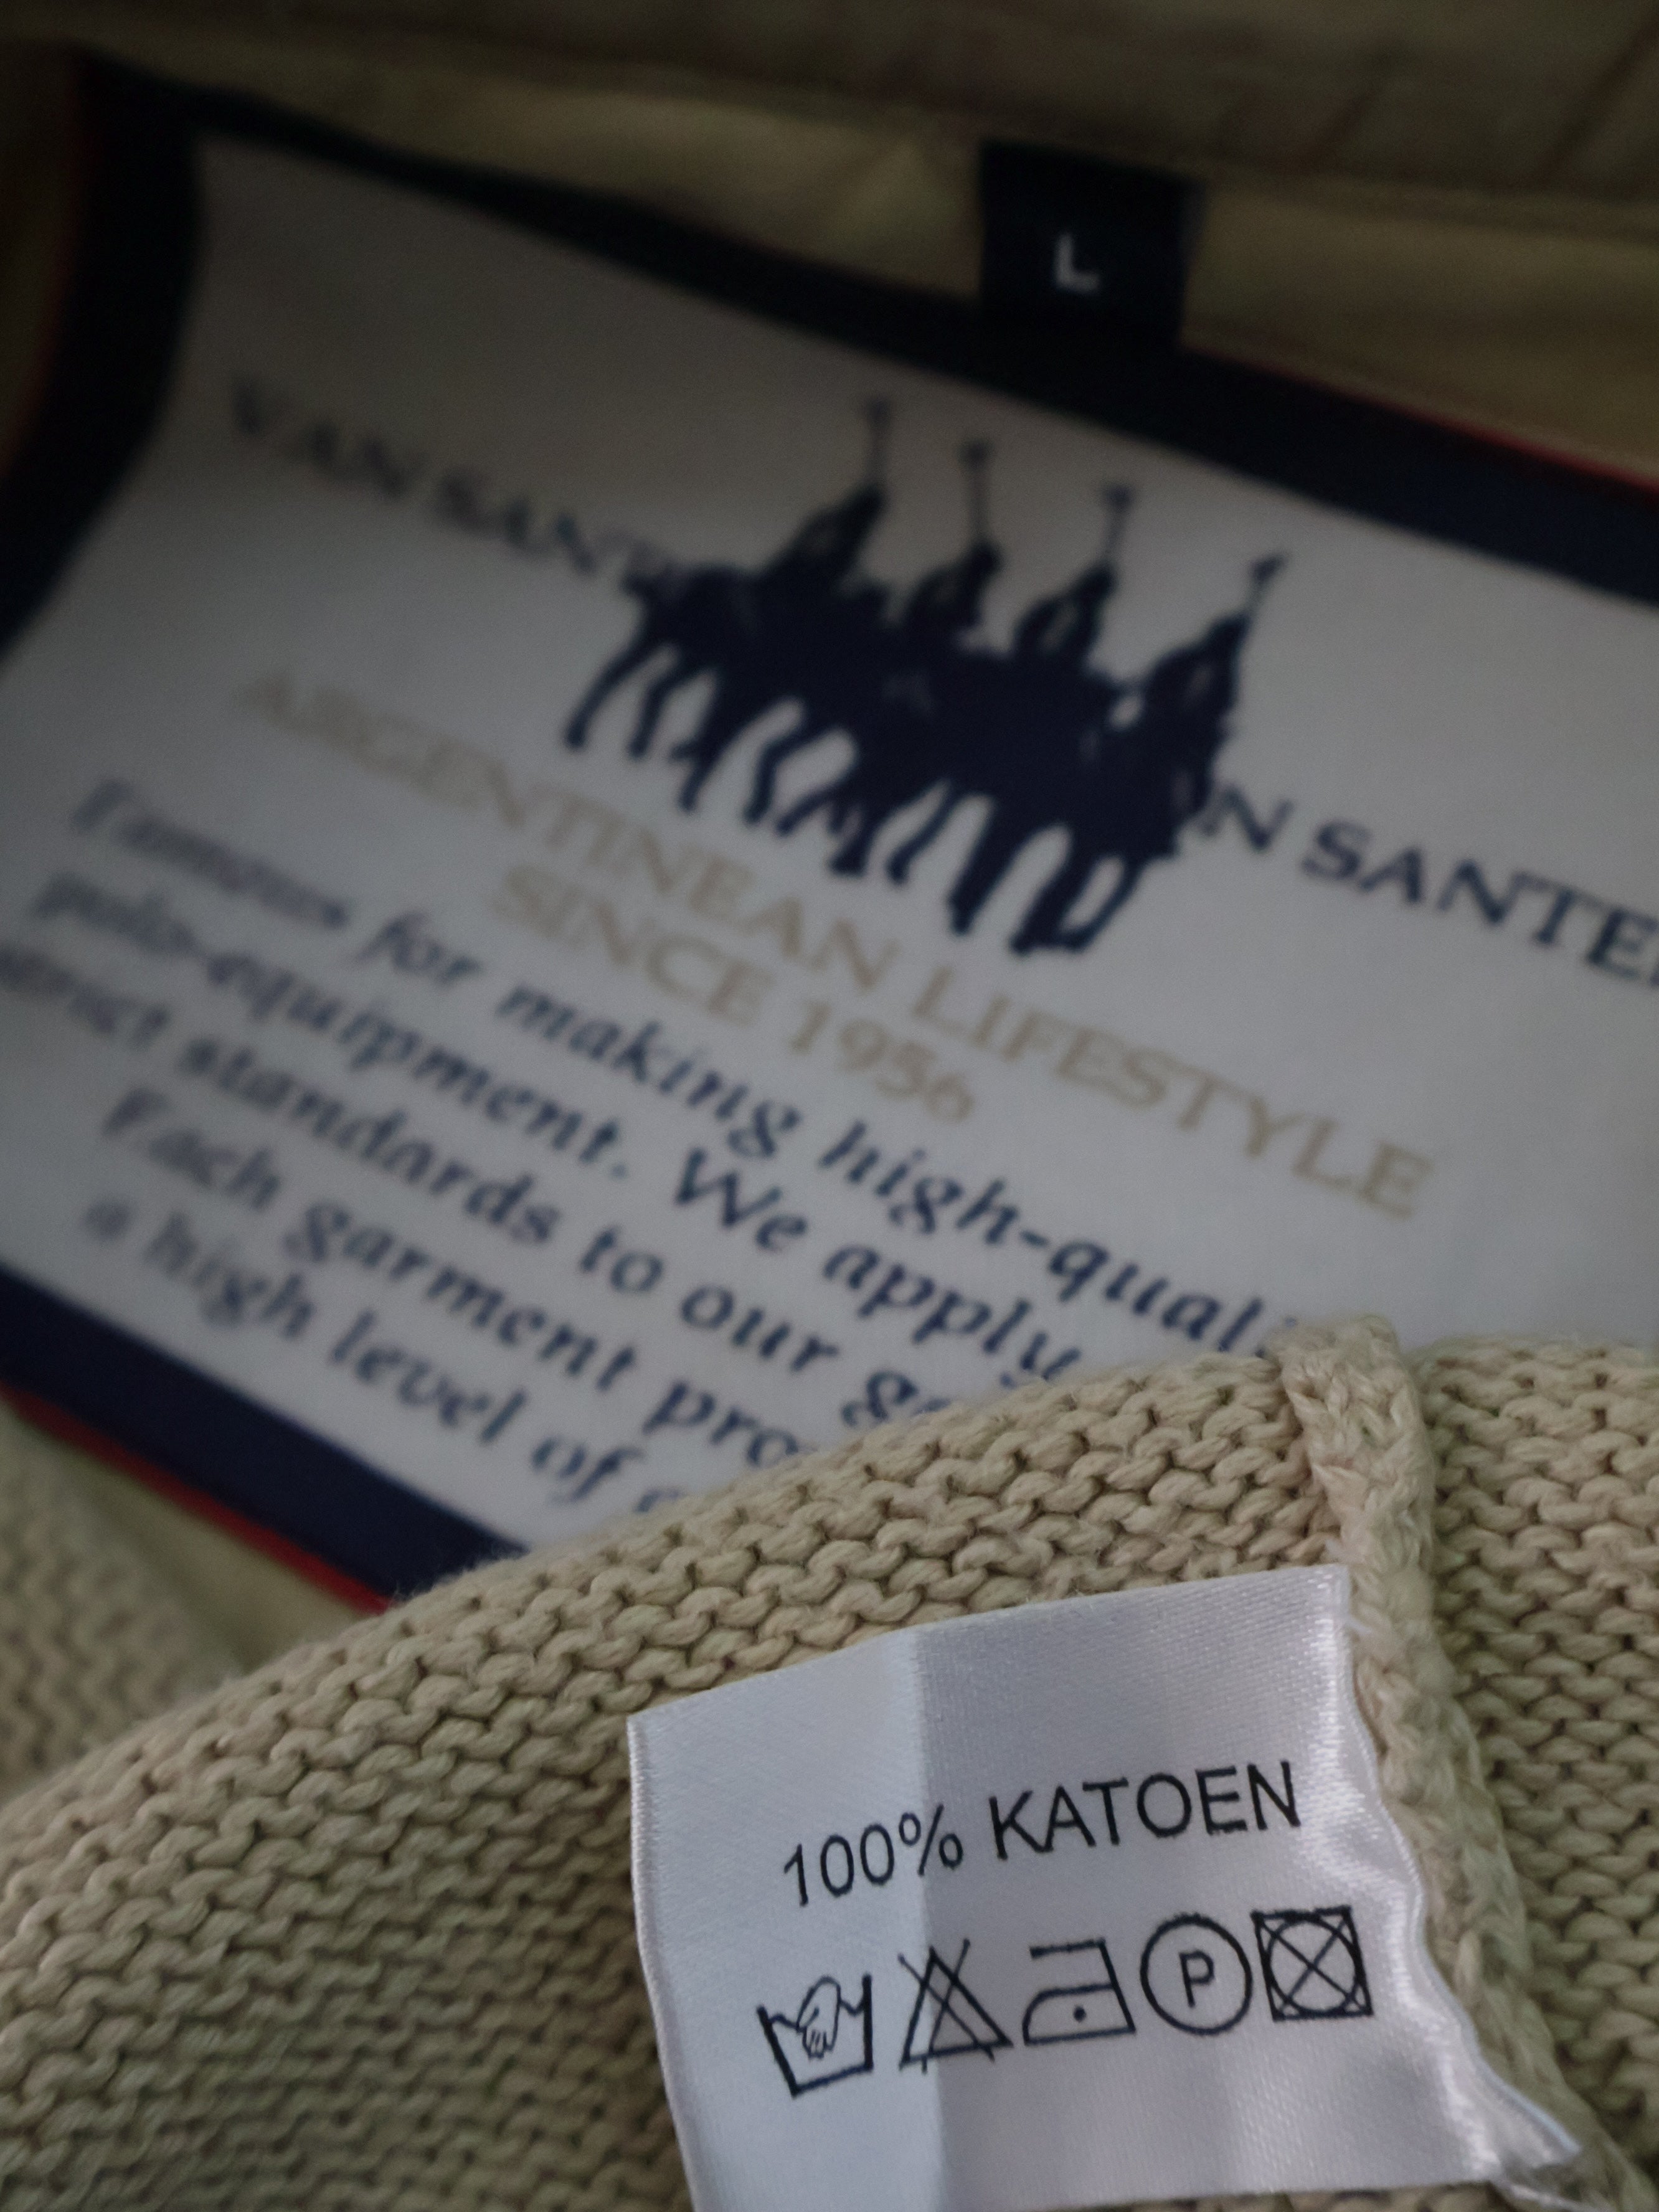 L
VAN SANT
N SANTE
ARGENTINEAN LIFESTYLE
SINCE 1956
Famous for making high-quali
polo-equipment. We apply
strict standards to our
Each garment pro
a high level of
100% KATOEN
P